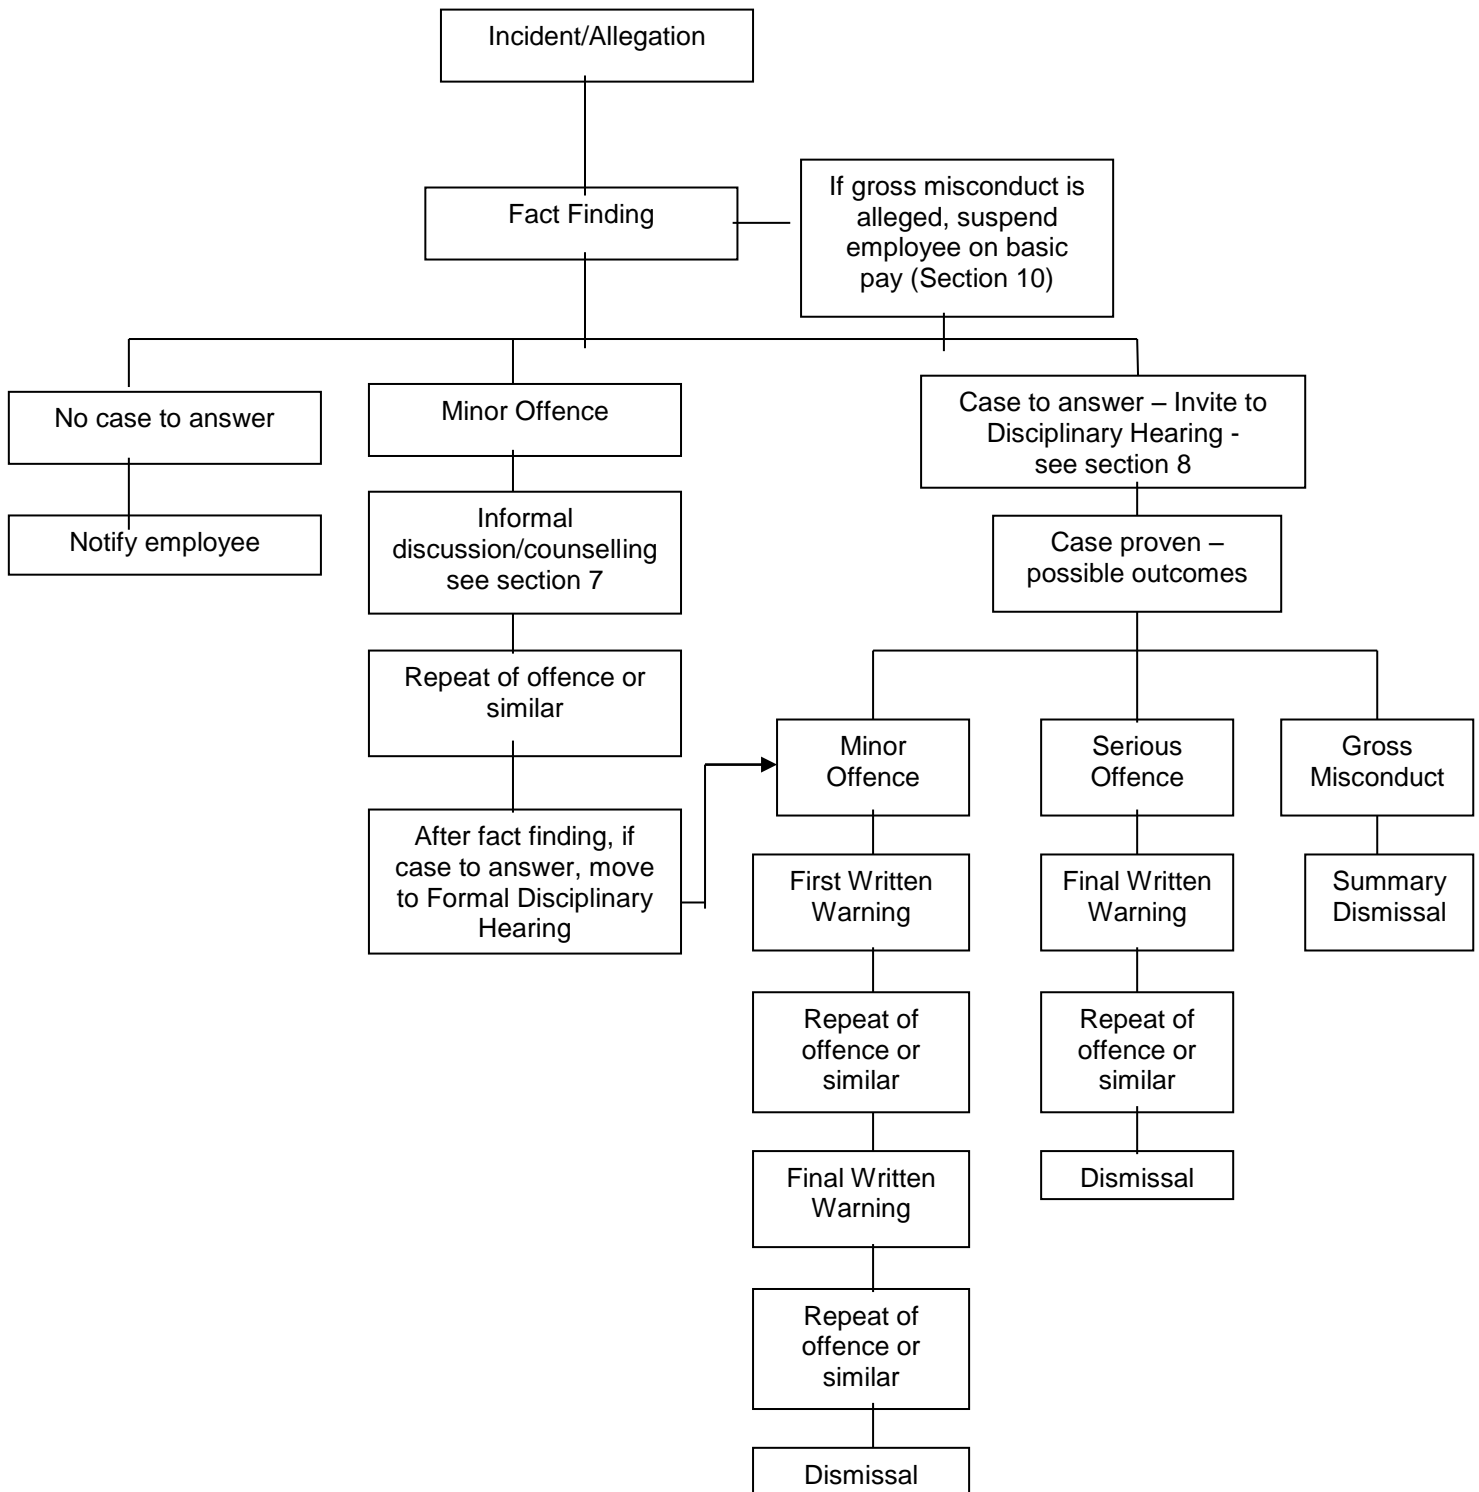 Incident/Allegation
Fact Finding
If gross misconduct is
alleged, suspend
employee on basic
pay (Section 10)
No case to answer
Notify employee
Minor Offence
Informal
discussion/counselling
see section 7
Repeat of offence or
similar
After fact finding, if
case to answer, move
to Formal Disciplinary
Hearing
Case to answer – Invite to
Disciplinary Hearing -
see section 8
Case proven –
possible outcomes
Minor
Offence
First Written
Warning
Repeat of
offence or
similar
Final Written
Warning
Repeat of
offence or
similar
Dismissal
Serious
Offence
Final Written
Warning
Repeat of
offence or
similar
Dismissal
Gross
Misconduct
Summary
Dismissal